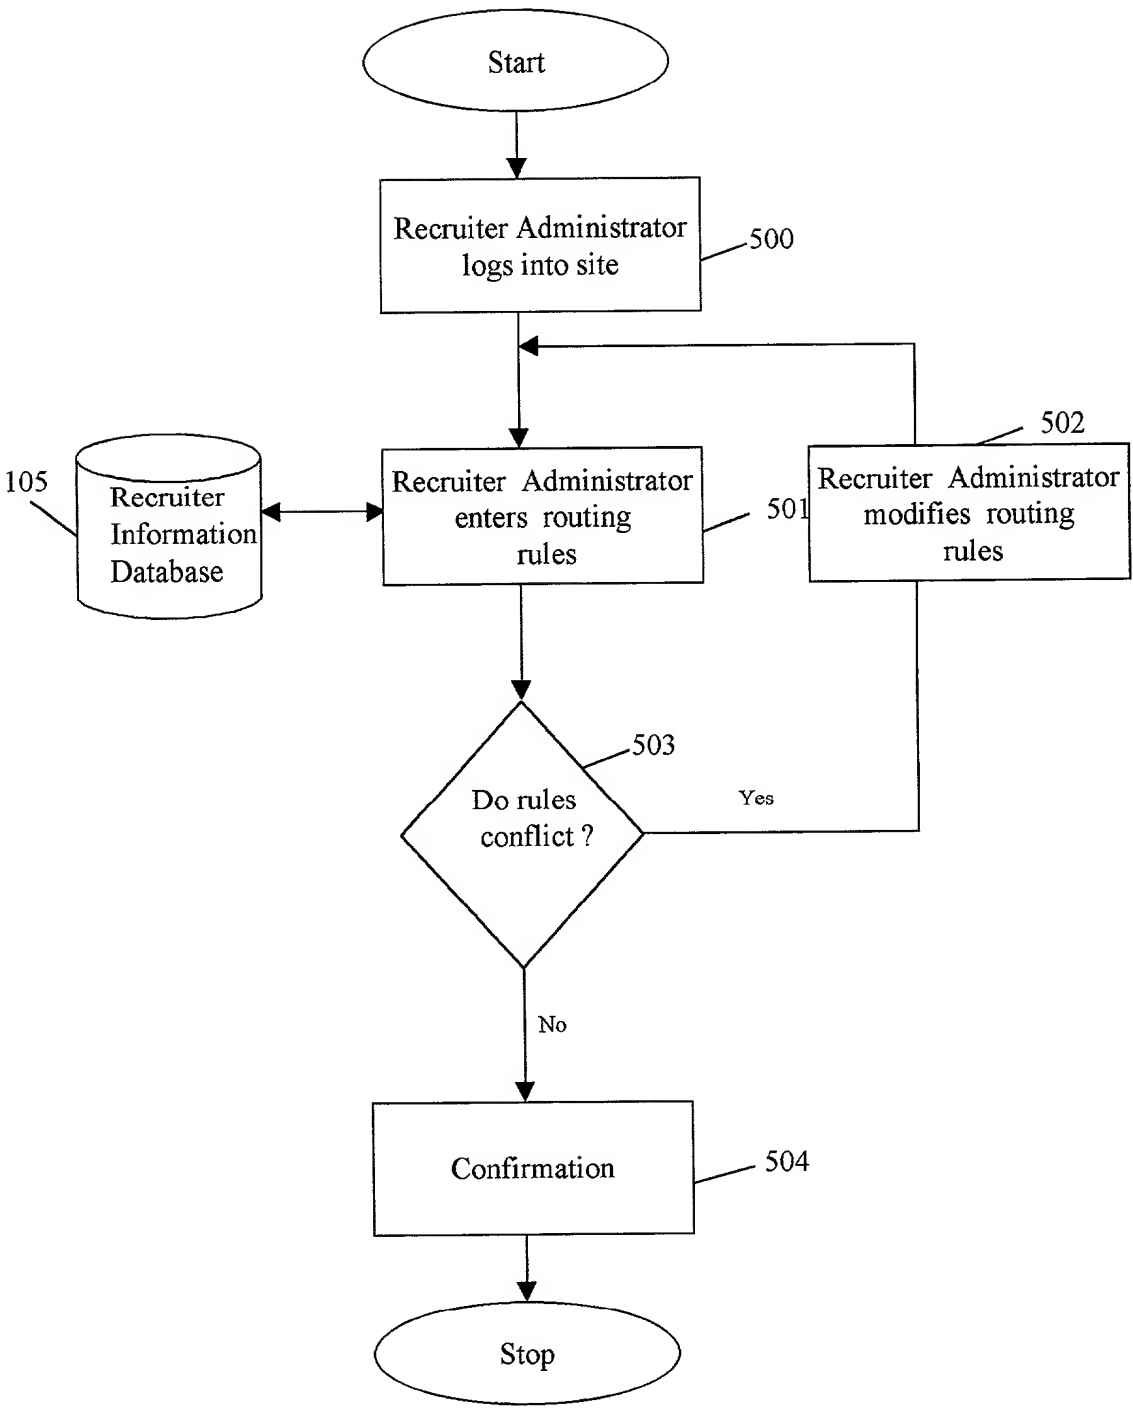 Start
Recruiter Administrator
logs into site
500
502
105
Recruiter
Information
Database
Recruiter Administrator
enters routing
rules
501
Recruiter Administrator
modifies routing
rules
503
Do rules
conflict ?
Yes
No
Confirmation
504
Stop